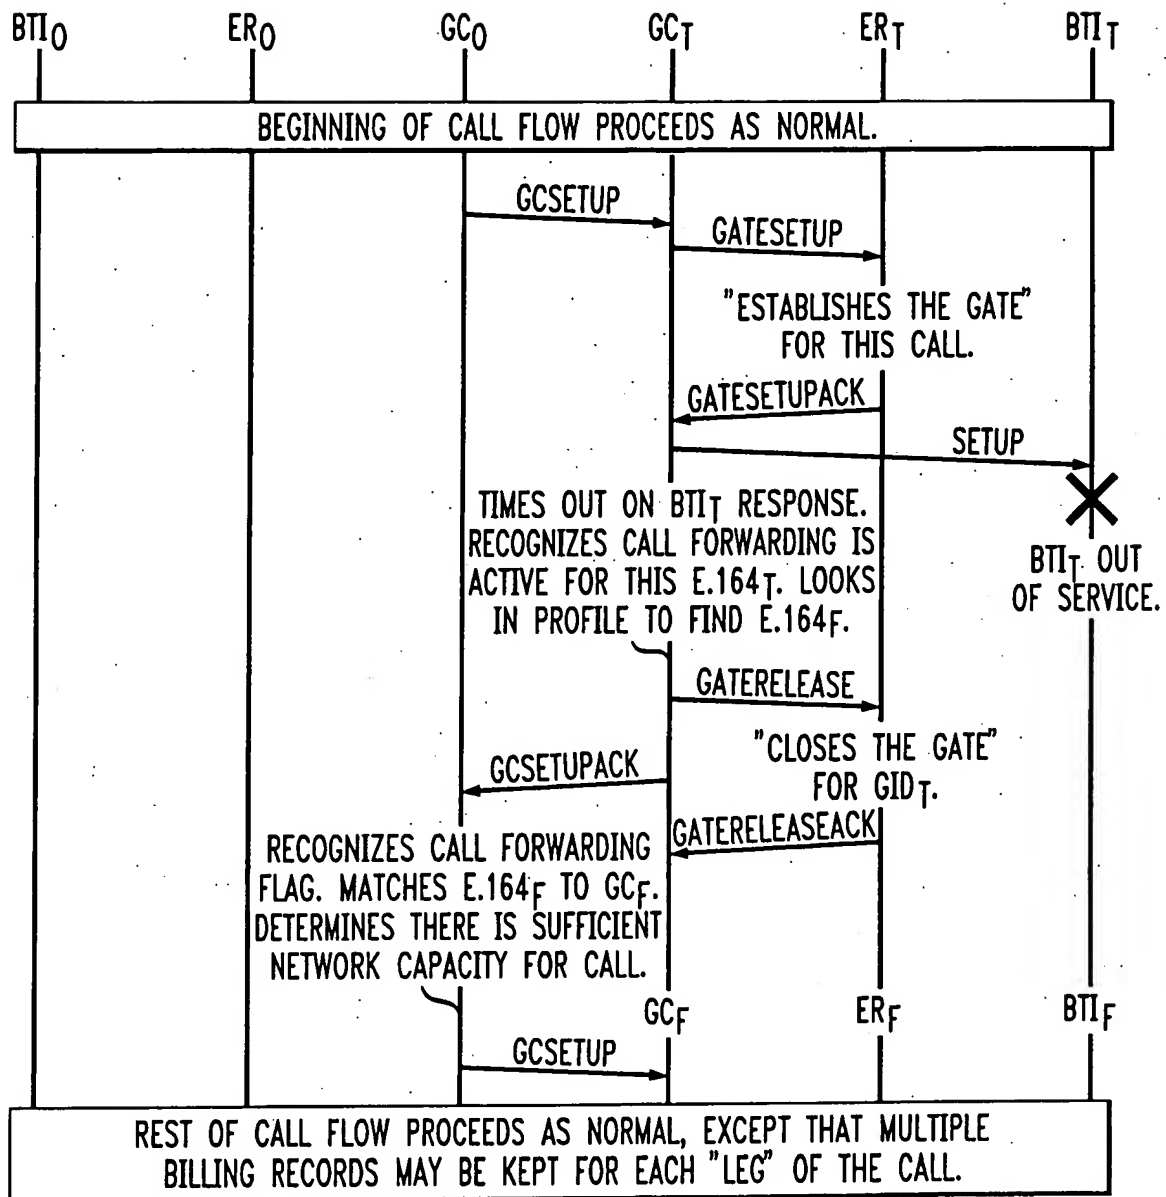 BTIO ERO GCO GCT ERT BTIT
BEGINNING OF CALL FLOW PROCEEDS AS NORMAL.
GCSETUP
GATESETUP
"ESTABLISHES THE GATE"
FOR THIS CALL.
GATESETUPACK
SETUP
TIMES OUT ON BTIT RESPONSE.
RECOGNIZES CALL FORWARDING IS
ACTIVE FOR THIS E.164T. LOOKS
IN PROFILE TO FIND E.164F.
BTIT OUT
OF SERVICE.
GATERELEASE
"CLOSES THE GATE"
FOR GIDT.
GCSETUPACK
GATERELEASEACK
RECOGNIZES CALL FORWARDING
FLAG. MATCHES E.164F TO GCF.
DETERMINES THERE IS SUFFICIENT
NETWORK CAPACITY FOR CALL.
GCF ERF BTIF
GCSETUP
REST OF CALL FLOW PROCEEDS AS NORMAL, EXCEPT THAT MULTIPLE
BILLING RECORDS MAY BE KEPT FOR EACH "LEG" OF THE CALL.